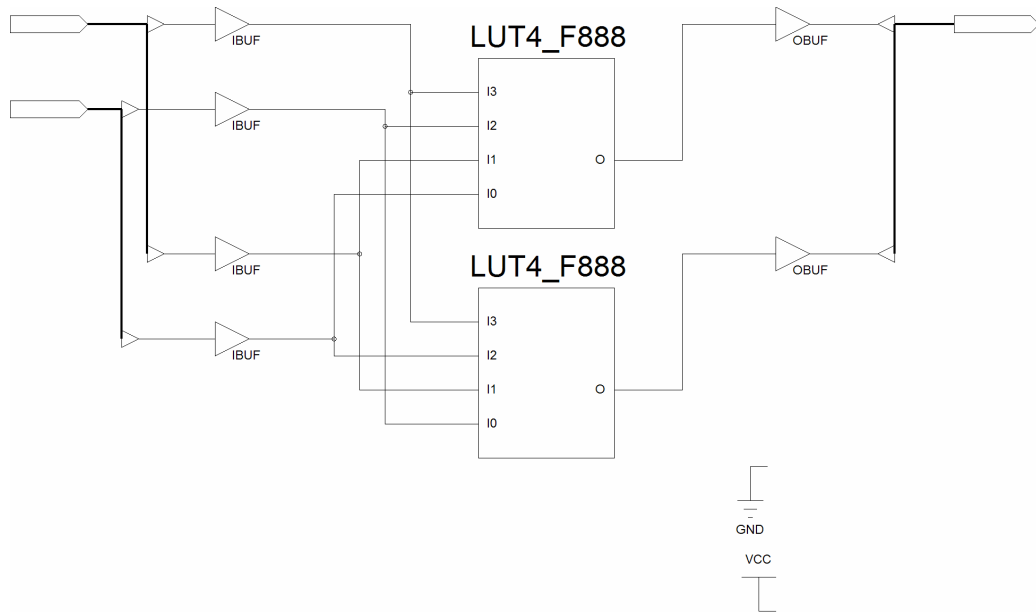 IBUF
LUT4_F888
OBUF
I3
I2
IBUF
I1
O
I0
IBUF
LUT4_F888
OBUF
I3
IBUF
I2
I1
O
I0
GND
VCC